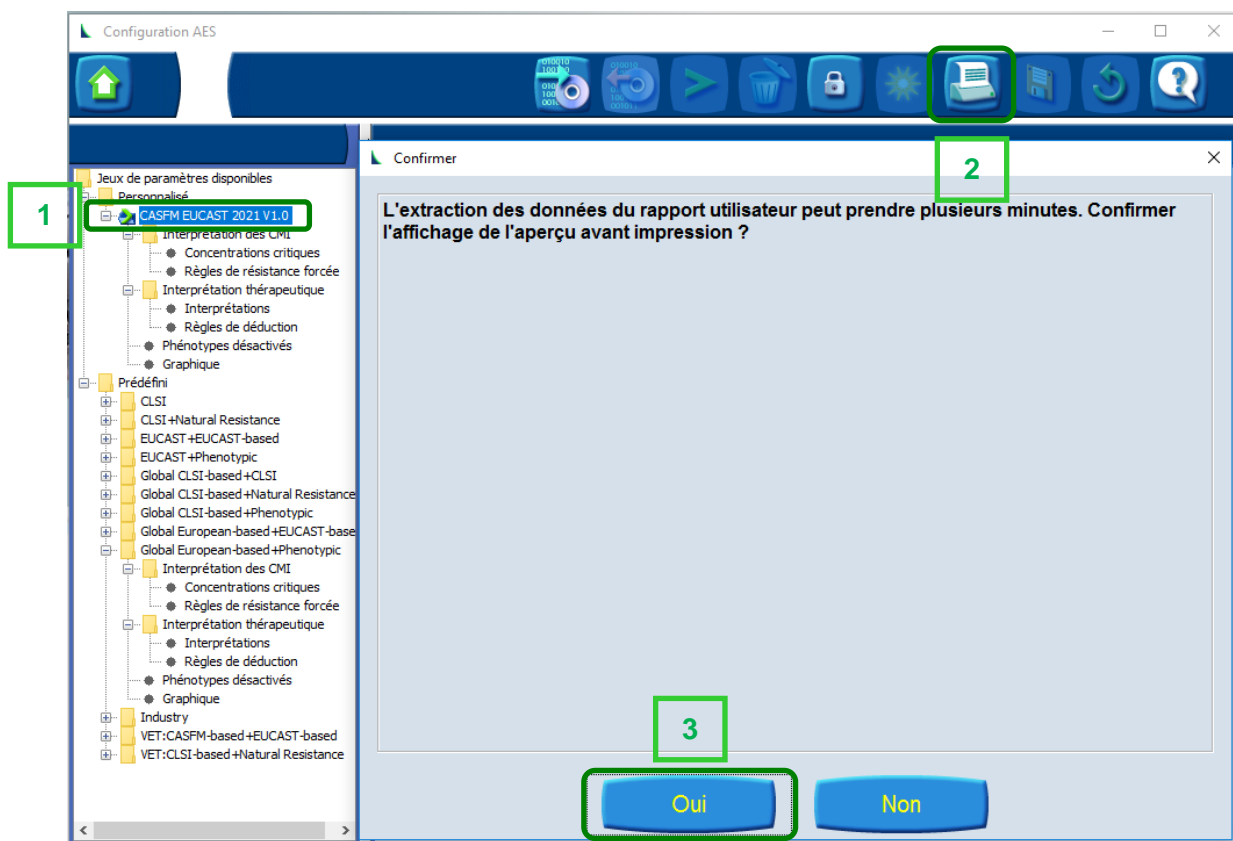 Configuration AES
2
Confirmer
Jeux de paramètres disponibles
Personnalisé
1
CASFM EUCAST 2021 V1.0
Interprétation des CMI
Concentrations critiques
Règles de résistance forcée
Interprétation thérapeutique
Interprétations
Règles de déduction
Phénotypes désactivés
Graphique
Prédéfini
CLSI
CLSI+Natural Resistance
EUCAST+EUCAST-based
EUCAST+Phenotypic
Global CLSI-based+CLSI
Global CLSI-based+Natural Resistance
Global CLSI-based+Phenotypic
Global European-based+EUCAST-base
Global European-based+Phenotypic
Interprétation des CMI
Concentrations critiques
Règles de résistance forcée
Interprétation thérapeutique
Interprétations
Règles de déduction
Phénotypes désactivés
Graphique
Industry
VET:CASFM-based+EUCAST-based
VET:CLSI-based+Natural Resistance
L'extraction des données du rapport utilisateur peut prendre plusieurs minutes. Confirmer
l'affichage de l'aperçu avant impression ?
3
Oui
Non